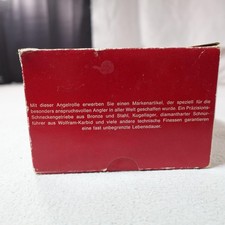 Mit dieser Angelrolle erwerben Sie einen Markenartikel, der speziell für die
besonders anspruchsvollen Angler in aller Welt geschaffen wurde. Ein Präzisions-
Schneckengetriebe aus Bronze und Stahl, Kugellager, diamantharter Schnur-
führer aus Wolfram-Karbid und viele andere technische Finessen garantieren
eine fast unbegrenzte Lebensdauer.